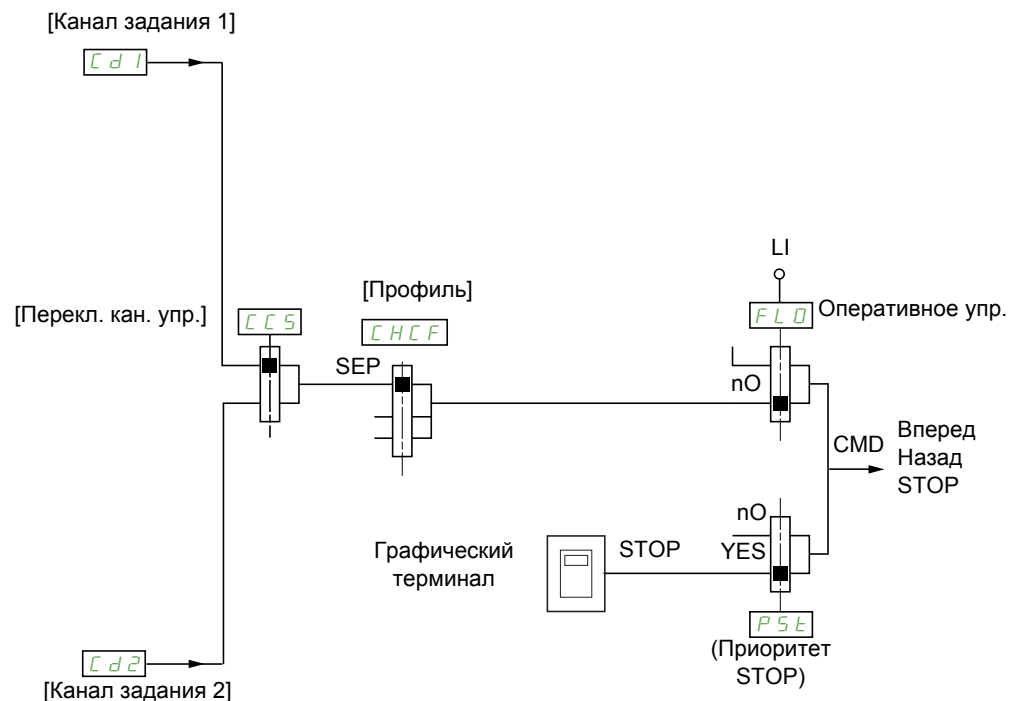 [Канал задания 1]
Cd1
LI
[Профиль]
[Перекл. кан. упр.]
CCS
CHCF
FLO
Оперативное упр.
SEP
nO
CMD
Вперед
Назад
STOP
nO
Графический
терминал
STOP
YES
PSt
(Приоритет
STOP)
Cd2
[Канал задания 2]